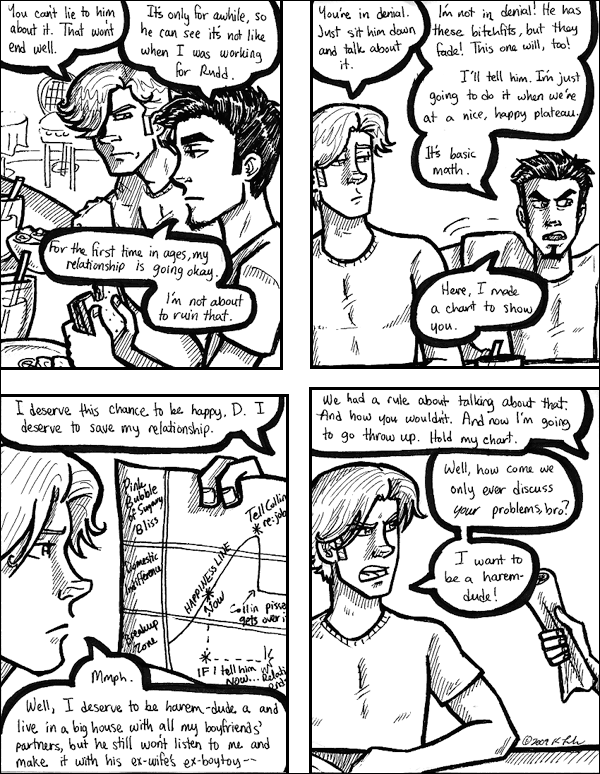 You can't lie to him
about it. That won't
end well.
It's only for awhile, so
he can see it's not like
when I was working
for Rudd.
For the first time in ages, my
relationship is going okay.
I'm not about
to ruin that.
You're in denial.
Just sit him down
and talk about
it.
I'm not in denial! He has
these bitchfits, but they
fade! This one will, too!
I'll tell him. I'm just
going to do it when we're
at a nice, happy plateau.
It's basic
math.
Here, I made
a chart to show
you.
I deserve this chance to be happy, D. I
deserve to save my relationship.
Pink
Bubble
of Sugary
Bliss
Domestic
Indifference
Breakup
Zone
HAPPINESS LINE
NOW
Tell Collin
re: job
Collin pisse
gets over i
IF I tell him
NOW...
Relati
end
Mmph.
Well, I deserve to be harem-dude a and
live in a big house with all my boyfriends'
partners, but he still won't listen to me and
make it with his ex-wife's ex-boytoy--
We had a rule about talking about that.
And how you wouldn't. And now I'm going
to go throw up. Hold my chart.
Well, how come we
only ever discuss
your problems, bro?
I want to
be a harem-
dude!
©2009